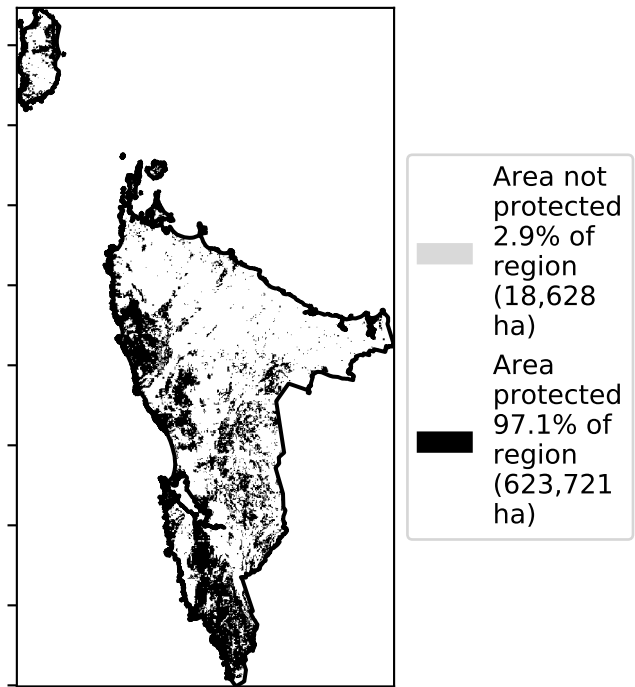 Area not
protected
2.9% of
region
(18,628
ha)
Area
protected
97.1% of
region
(623,721
ha)